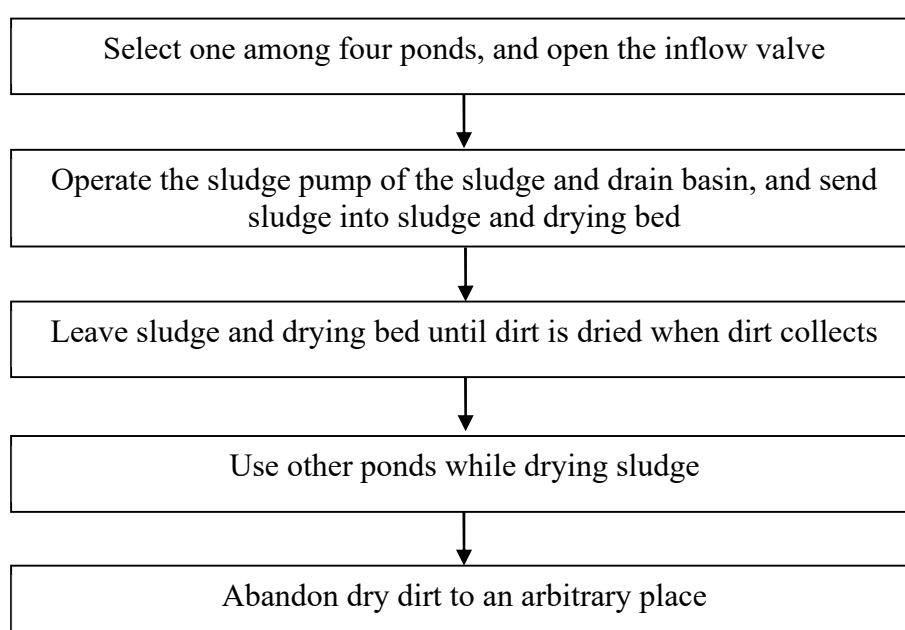 Select one among four ponds, and open the inflow valve
Operate the sludge pump of the sludge and drain basin, and send
sludge into sludge and drying bed
Leave sludge and drying bed until dirt is dried when dirt collects
Use other ponds while drying sludge
Abandon dry dirt to an arbitrary place